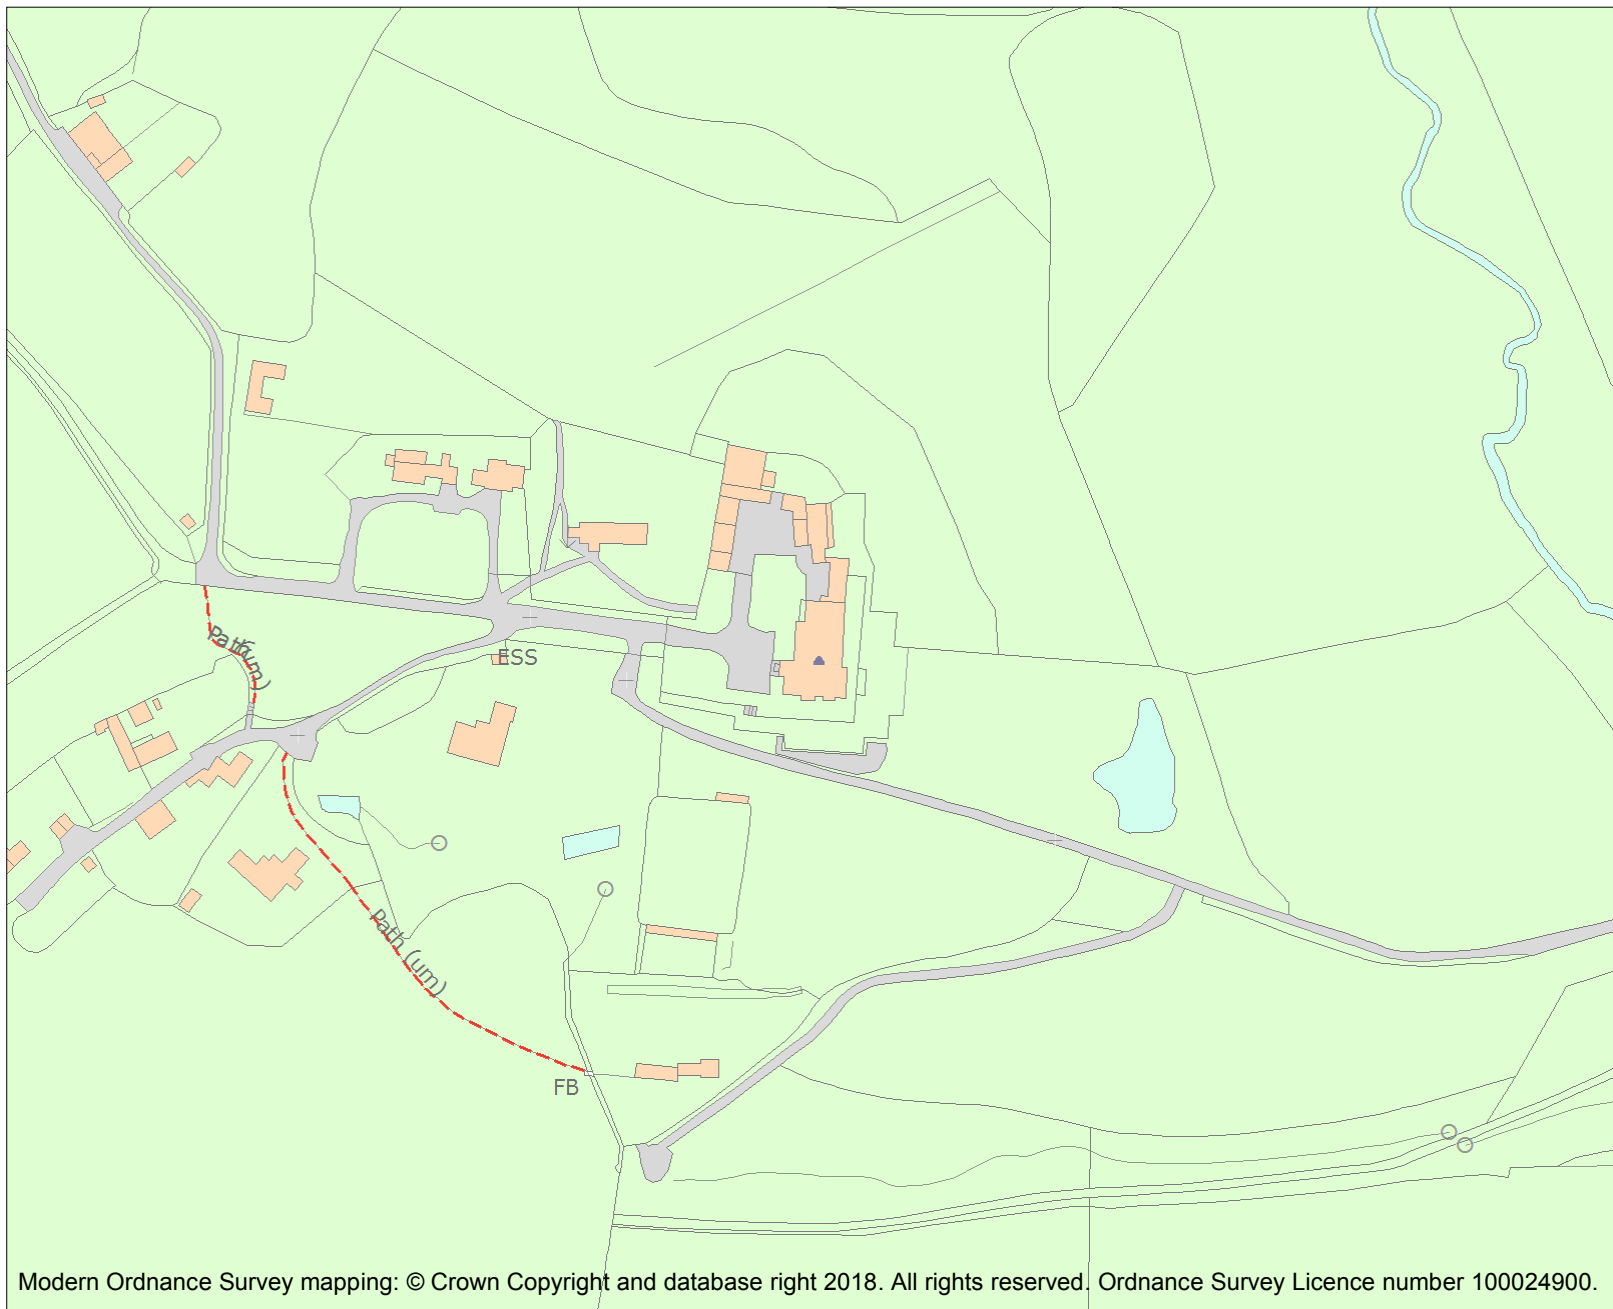 Path (um)
ESS
Path (um)
FB
Modern Ordnance Survey mapping: © Crown Copyright and database right 2018. All rights reserved. Ordnance Survey Licence number 100024900.